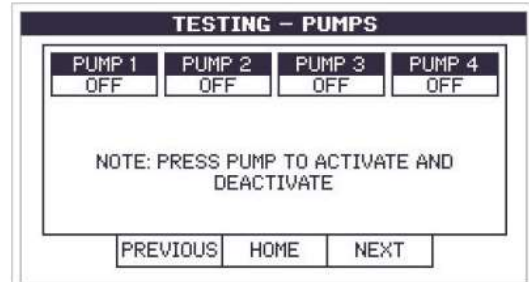 TESTING - PUMPS
PUMP 1 PUMP 2 PUMP 3 PUMP 4
OFF OFF OFF OFF
NOTE: PRESS PUMP TO ACTIVATE AND
DEACTIVATE
PREVIOUS HOME NEXT